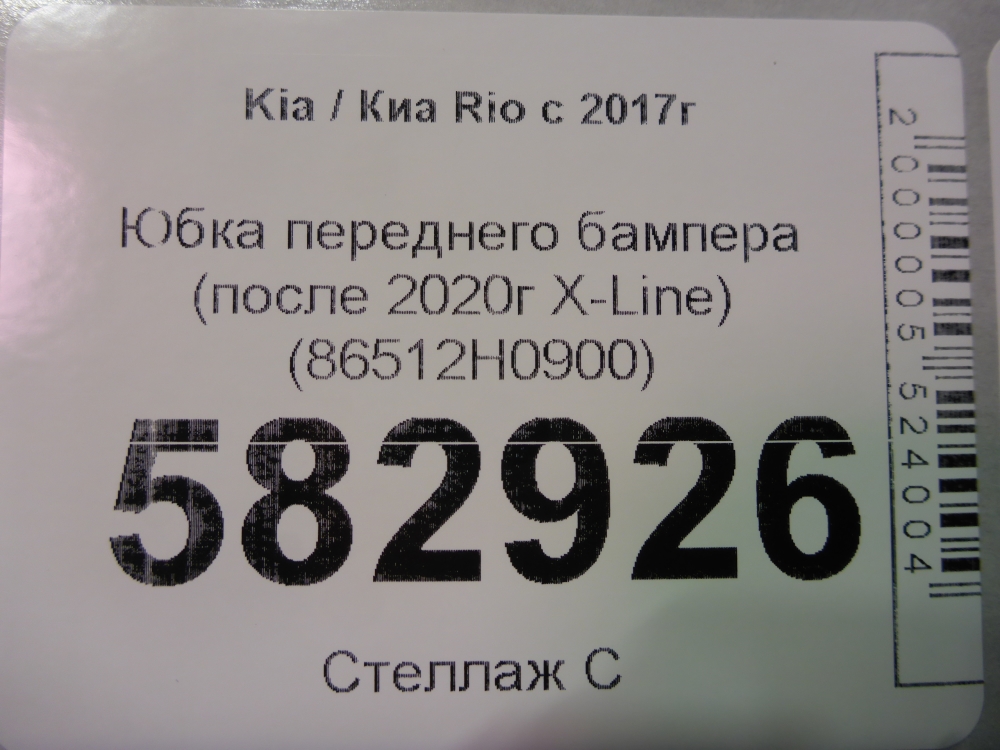 Kia / Киа Rio с 2017г
Юбка переднего бампера
(после 2020г X-Line)
(86512H0900)
582926
Стеллаж С
2000005524004